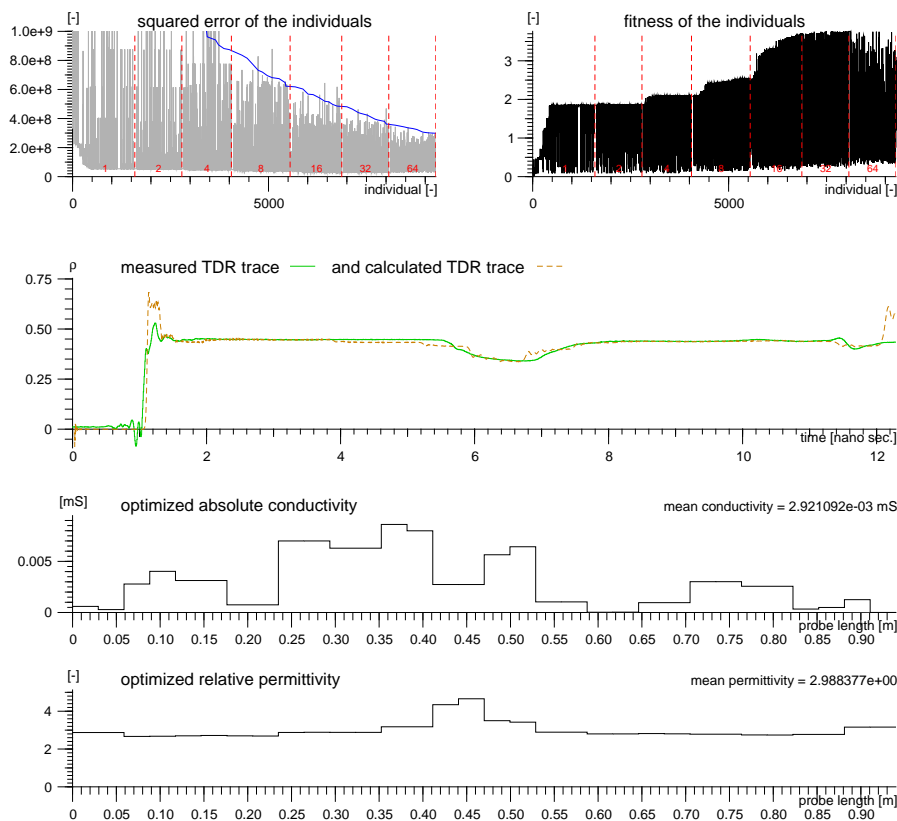 [-] squared error of the individuals
1.0e+9
8.0e+8
6.0e+8
4.0e+8
2.0e+8
0
1 2 4 8 16 32 64
individual [-]
0 5000
[-] fitness of the individuals
3
2
1
0
1 2 4 8 16 32 64
individual [-]
0 5000
ρ measured TDR trace and calculated TDR trace
0.75
0.50
0.25
0
time [nano sec.]
0 2 4 6 8 10 12
[mS] optimized absolute conductivity mean conductivity = 2.921092e-03 mS
0.005
0
probe length [m]
0 0.05 0.10 0.15 0.20 0.25 0.30 0.35 0.40 0.45 0.50 0.55 0.60 0.65 0.70 0.75 0.80 0.85 0.90
[-] optimized relative permittivity mean permittivity = 2.988377e+00
4
2
0
probe length [m]
0 0.05 0.10 0.15 0.20 0.25 0.30 0.35 0.40 0.45 0.50 0.55 0.60 0.65 0.70 0.75 0.80 0.85 0.90